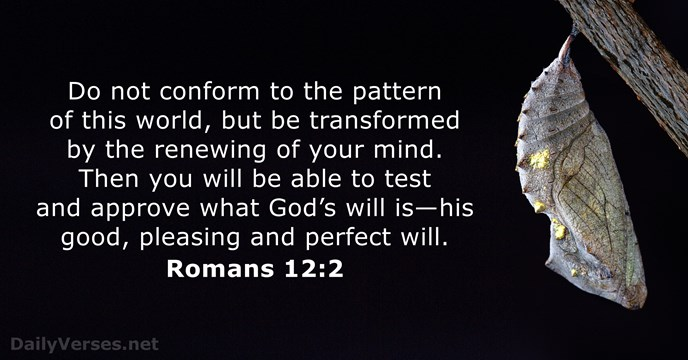 Do not conform to the pattern
of this world, but be transformed
by the renewing of your mind.
Then you will be able to test
and approve what God’s will is—his
good, pleasing and perfect will.
Romans 12:2
DailyVerses.net